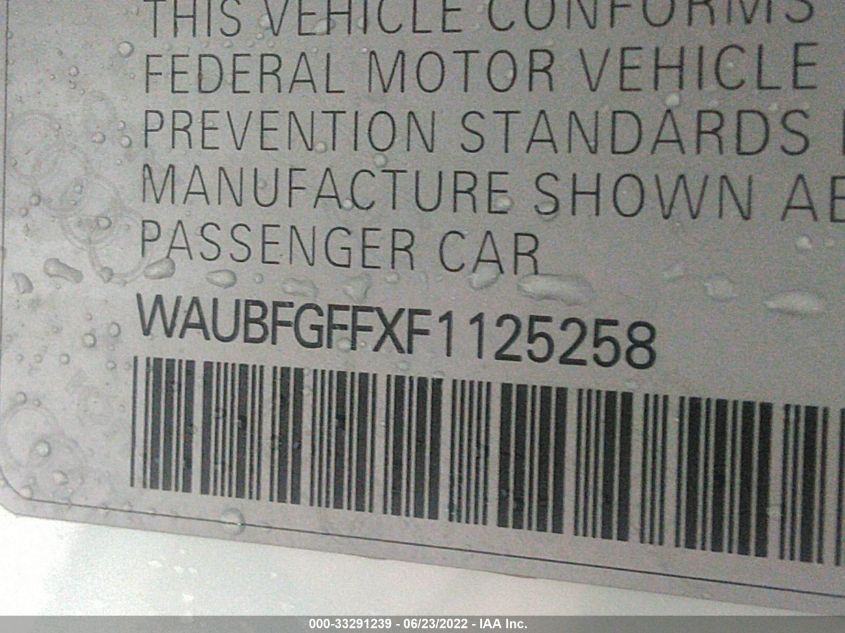 THIS VEHICLE CONFORMS
FEDERAL MOTOR VEHICLE
PREVENTION STANDARDS
MANUFACTURE SHOWN AB
PASSENGER CAR
WAUBFGFFXF1125258
000-33291239 - 06/23/2022 - IAA Inc.